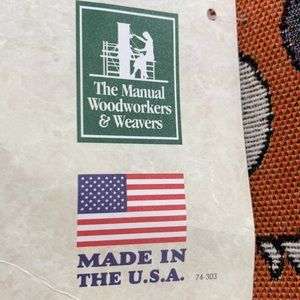 The Manual
Woodworkers
& Weavers
MADE IN
THE U.S.A. 74-303